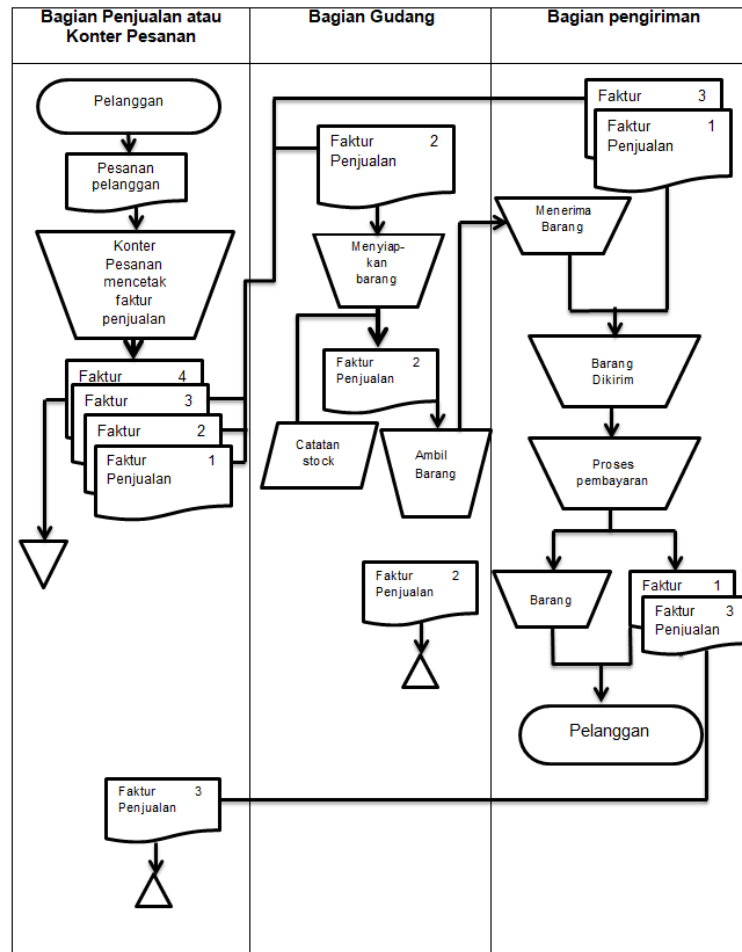 Bagian Penjualan atau
Konter Pesanan
Bagian Gudang
Bagian pengiriman
Pelanggan
Pesanan
pelanggan
Konter
Pesanan
mencetak
faktur
penjualan
Faktur 4
Faktur 3
Faktur 2
Faktur 1
Penjualan
Faktur 3
Penjualan
Faktur 2
Penjualan
Menyiap-
kan
barang
Faktur 2
Penjualan
Catatan
stock
Ambil
Barang
Faktur 2
Penjualan
Faktur 3
Faktur 1
Penjualan
Menerima
Barang
Barang
Dikirim
Proses
pembayaran
Barang
Faktur 1
Faktur 3
Penjualan
Pelanggan